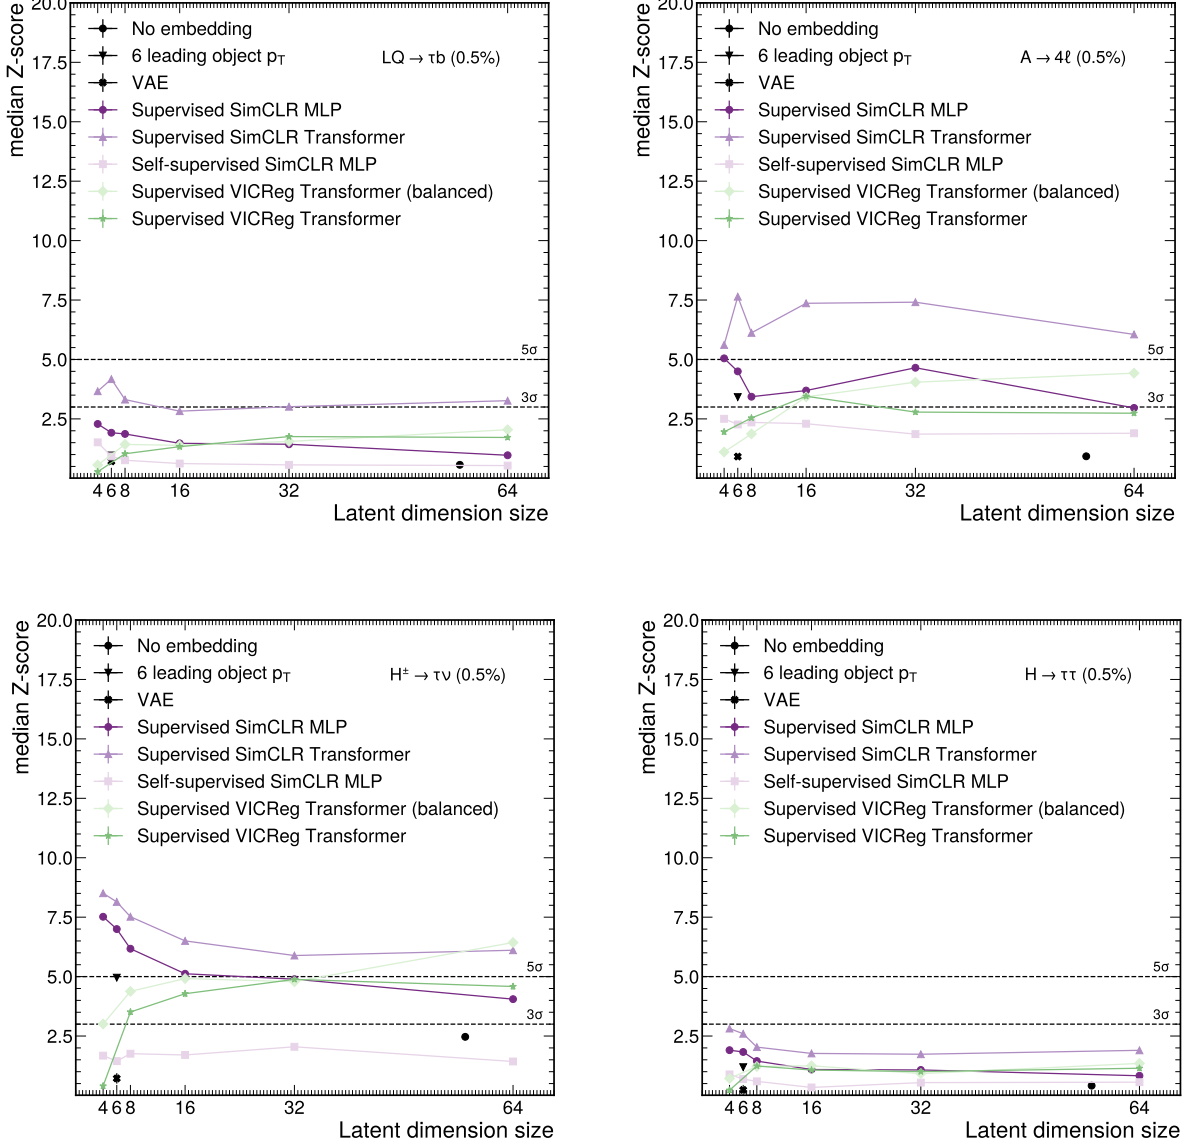 20.0
17.5
15.0
12.5
10.0
7.5
5.0
2.5
median Z-score
No embedding
6 leading object pT
VAE
Supervised SimCLR MLP
Supervised SimCLR Transformer
Self-supervised SimCLR MLP
Supervised VICReg Transformer (balanced)
Supervised VICReg Transformer
LQ → τb (0.5%)
5σ
3σ
4 6 8 16 32 64
Latent dimension size
20.0
17.5
15.0
12.5
10.0
7.5
5.0
2.5
median Z-score
No embedding
6 leading object pT
VAE
Supervised SimCLR MLP
Supervised SimCLR Transformer
Self-supervised SimCLR MLP
Supervised VICReg Transformer (balanced)
Supervised VICReg Transformer
A → 4ℓ (0.5%)
5σ
3σ
4 6 8 16 32 64
Latent dimension size
20.0
17.5
15.0
12.5
10.0
7.5
5.0
2.5
median Z-score
No embedding
6 leading object pT
VAE
Supervised SimCLR MLP
Supervised SimCLR Transformer
Self-supervised SimCLR MLP
Supervised VICReg Transformer (balanced)
Supervised VICReg Transformer
H± → τν (0.5%)
5σ
3σ
4 6 8 16 32 64
Latent dimension size
20.0
17.5
15.0
12.5
10.0
7.5
5.0
2.5
median Z-score
No embedding
6 leading object pT
VAE
Supervised SimCLR MLP
Supervised SimCLR Transformer
Self-supervised SimCLR MLP
Supervised VICReg Transformer (balanced)
Supervised VICReg Transformer
H → ττ (0.5%)
5σ
3σ
4 6 8 16 32 64
Latent dimension size